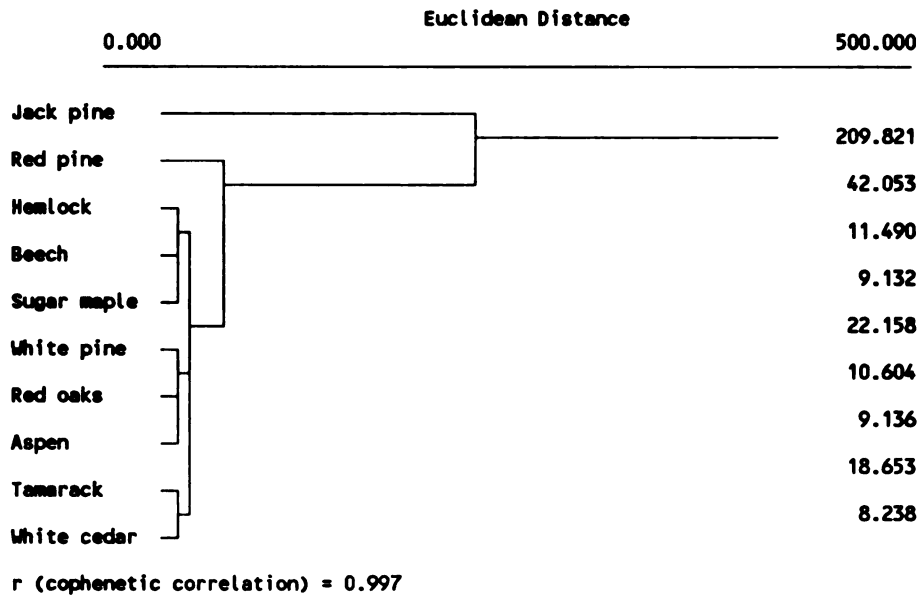 Euclidean Distance
0.000 500.000
Jack pine
209.821
Red pine
42.053
Hemlock
11.490
Beech
9.132
Sugar maple
22.158
White pine
10.604
Red oaks
9.136
Aspen
18.653
Tamarack
8.238
White cedar
r (cophenetic correlation) = 0.997